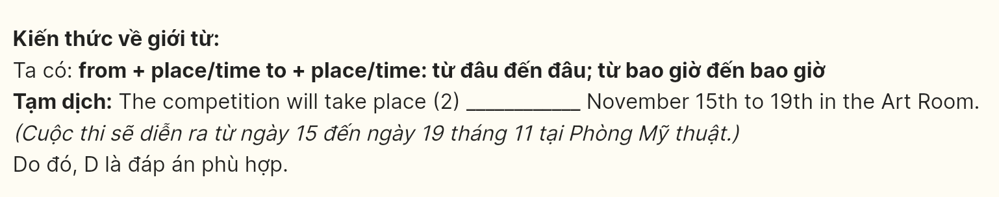 Kiến thức về giới từ:
Ta có: from + place/time to + place/time: từ đâu đến đâu; từ bao giờ đến bao giờ
Tạm dịch: The competition will take place (2) ____________ November 15th to 19th in the Art Room.
(Cuộc thi sẽ diễn ra từ ngày 15 đến ngày 19 tháng 11 tại Phòng Mỹ thuật.)
Do đó, D là đáp án phù hợp.